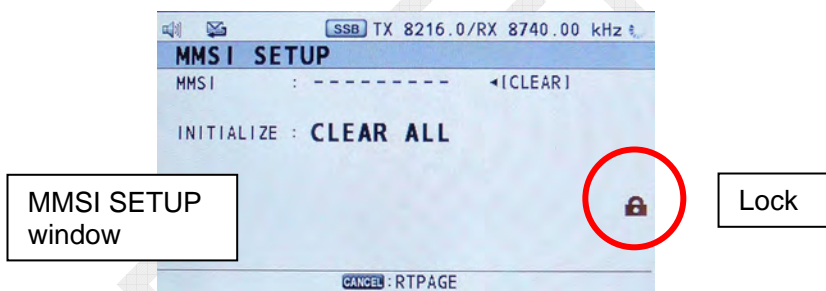 SSB TX 8216.0/RX 8740.00 kHz
MMSI SETUP
MMSI : --------- ◄[CLEAR]
INITIALIZE : CLEAR ALL
MMSI SETUP
window
Lock
CANCEL :RTPAGE